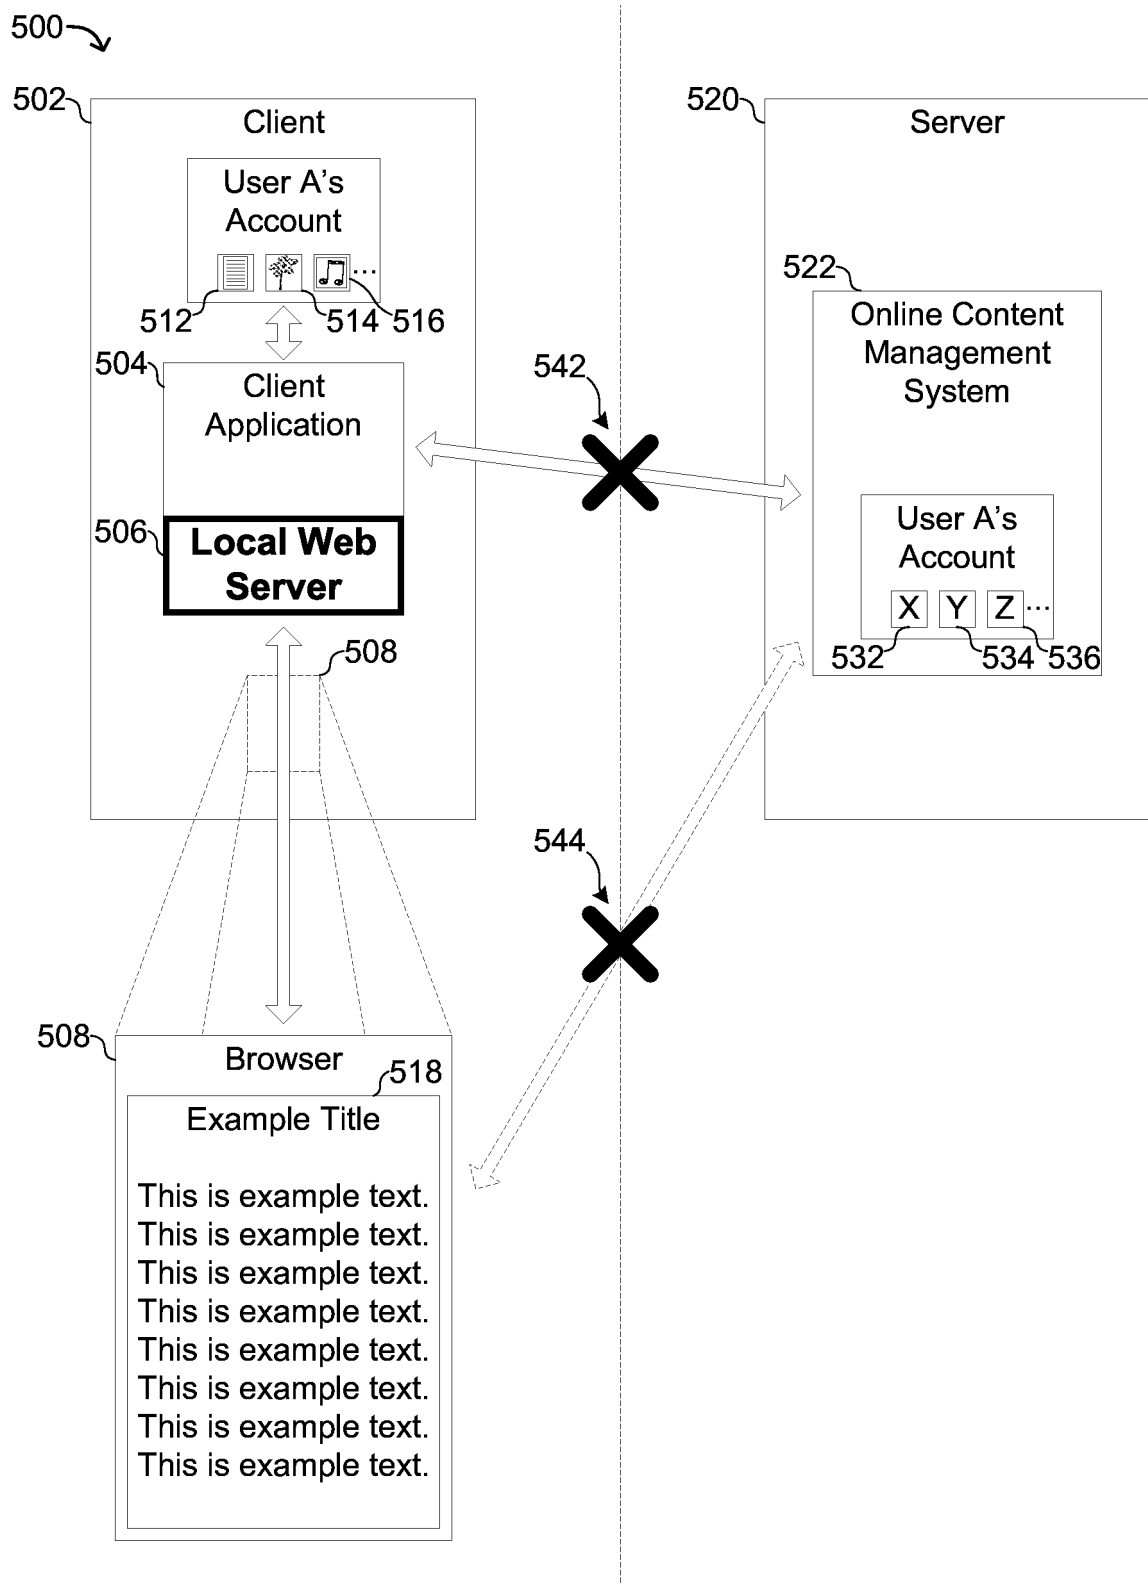 500
502
Client
520
Server
User A's
Account
512
514
516
522
Online Content
Management
System
504
Client
Application
542
506
Local Web
Server
User A's
Account
X Y Z
532
534
536
508
544
508
Browser
518
Example Title
This is example text.
This is example text.
This is example text.
This is example text.
This is example text.
This is example text.
This is example text.
This is example text.